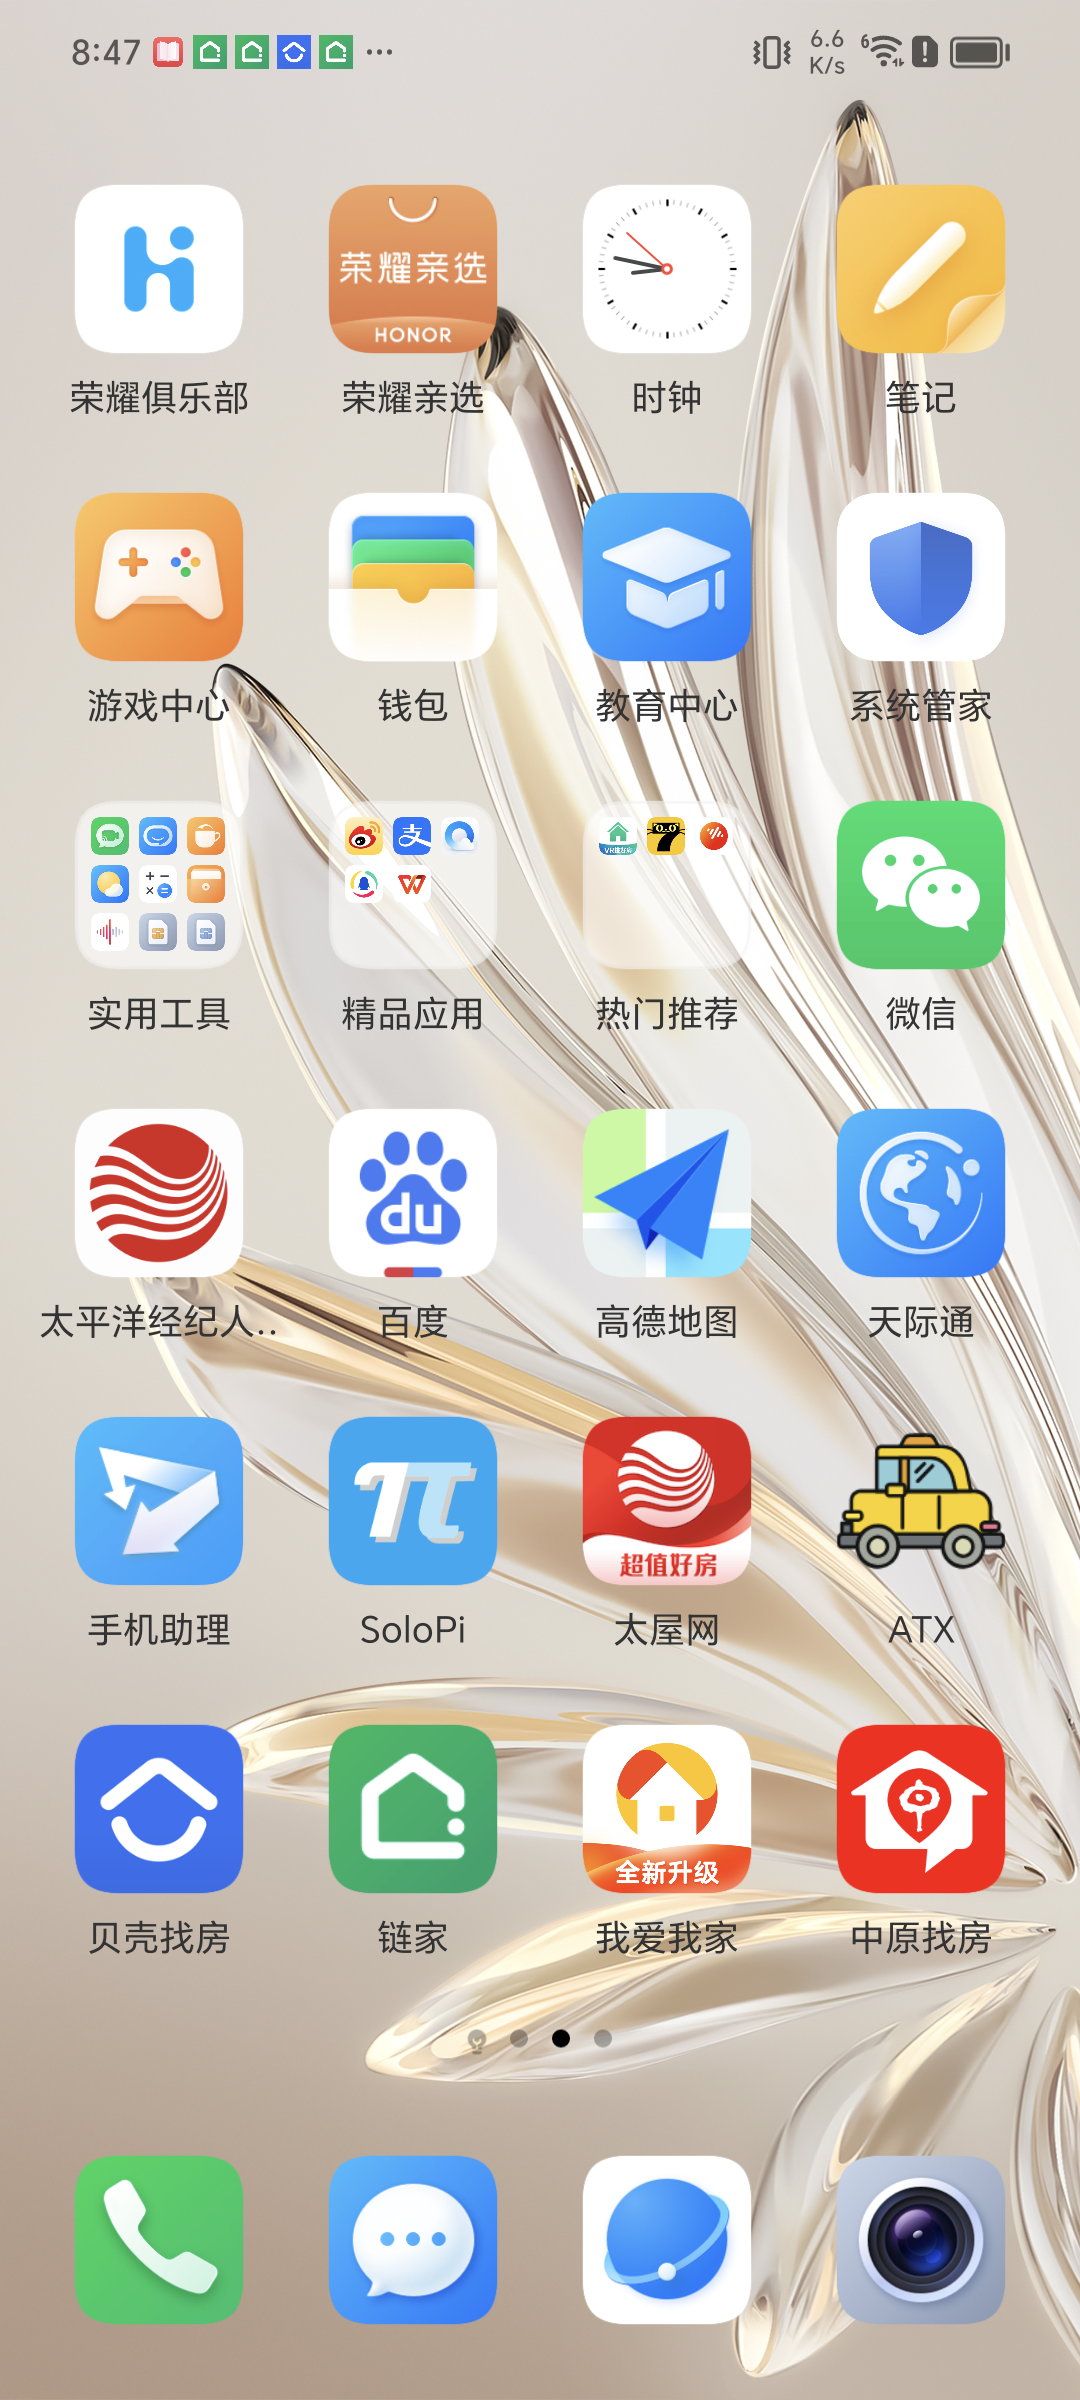 8:47
6.6
K/s
6
荣耀亲选
HONOR
荣耀俱乐部
荣耀亲选
时钟
笔记
游戏中心
钱包
教育中心
系统管家
支
7
实用工具
精品应用
热门推荐
微信
du
太平洋经纪人..
百度
高德地图
天际通
超值好房
手机助理
SoloPi
太屋网
ATX
全新升级
贝壳找房
链家
我爱我家
中原找房